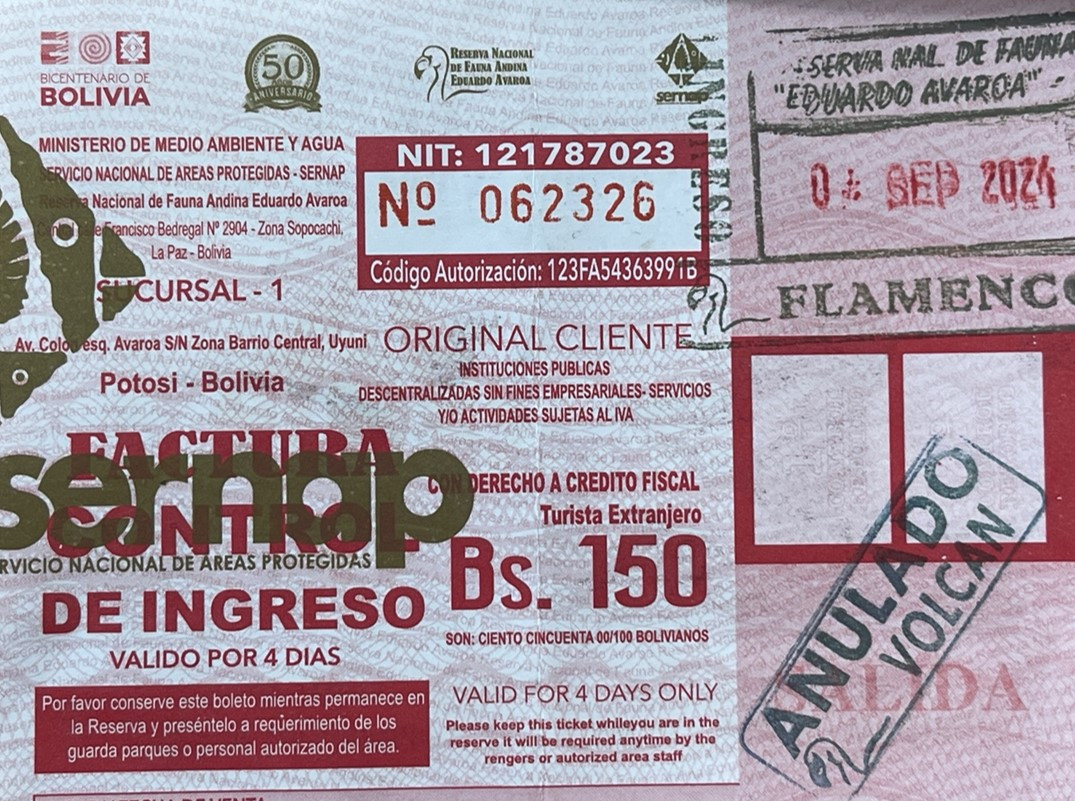 BICENTENARIO DE
BOLIVIA
50
AÑOS
ANIVERSARIO
RESERVA NACIONAL
DE FAUNA ANDINA
EDUARDO AVAROA
sernap
MINISTERIO DE MEDIO AMBIENTE Y AGUA
SERVICIO NACIONAL DE AREAS PROTEGIDAS - SERNAP
Reserva Nacional de Fauna Andina Eduardo Avaroa
Francisco Bedregal Nº 2904 - Zona Sopocachi,
La Paz - Bolivia
SUCURSAL - 1
Av. Colon esq. Avaroa S/N Zona Barrio Central, Uyuni
Potosi - Bolivia
NIT: 121787023
Nº 062326
Código Autorización: 123FA54363991B
ORIGINAL CLIENTE
INSTITUCIONES PUBLICAS
DESCENTRALIZADAS SIN FINES EMPRESARIALES- SERVICIOS
Y/O ACTIVIDADES SUJETAS AL IVA
FACTURA
sernap
CONTROL
SERVICIO NACIONAL DE AREAS PROTEGIDAS
DE INGRESO
VALIDO POR 4 DIAS
Por favor conserve este boleto mientras permanece en
la Reserva y preséntelo a reqüerimiento de los
guarda parques o personal autorizado del área.
CON DERECHO A CREDITO FISCAL
Turista Extranjero
Bs. 150
SON: CIENTO CINCUENTA 00/100 BOLIVIANOS
VALID FOR 4 DAYS ONLY
Please keep this ticket whileyou are in the
reserve it will be required anytime by the
rengers or autorized area staff
SERVA NAL. DE FAUNA
"EDUARDO AVAROA" -
SEP 2024
FLAMENCO
ANULADO
VOLCAN
SALIDA